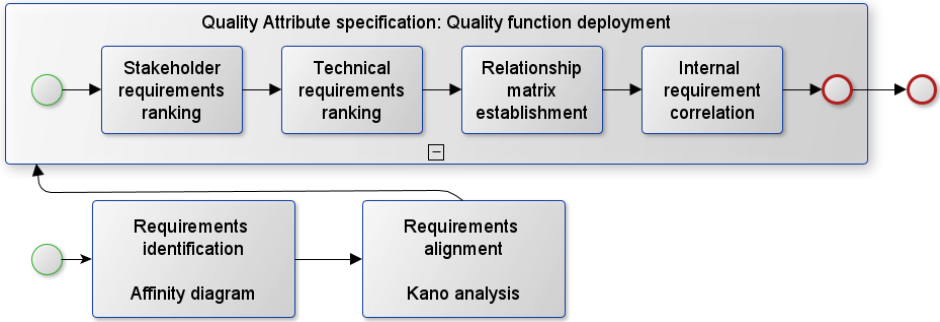 Quality Attribute specification: Quality function deployment
Stakeholder
requirements
ranking
Technical
requirements
ranking
Relationship
matrix
establishment
Internal
requirement
correlation
Requirements
identification
Affinity diagram
Requirements
alignment
Kano analysis